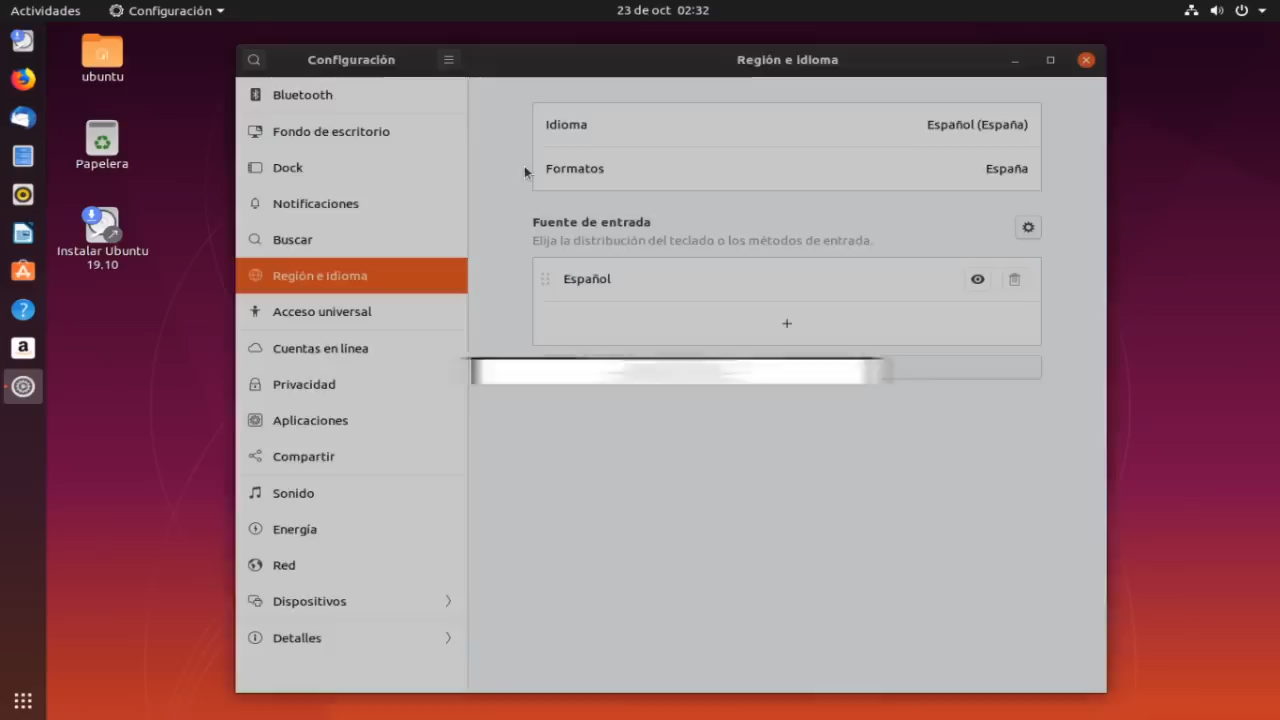 Actividades
Configuración
23 de oct 02:32
ubuntu
Papelera
Instalar Ubuntu
19.10
Configuración
Región e idioma
Bluetooth
Fondo de escritorio
Dock
Notificaciones
Buscar
Región e idioma
Acceso universal
Cuentas en línea
Privacidad
Aplicaciones
Compartir
Sonido
Energía
Red
Dispositivos
Detalles
Idioma
Español (España)
Formatos
España
Fuente de entrada
Elija la distribución del teclado o los métodos de entrada.
Español